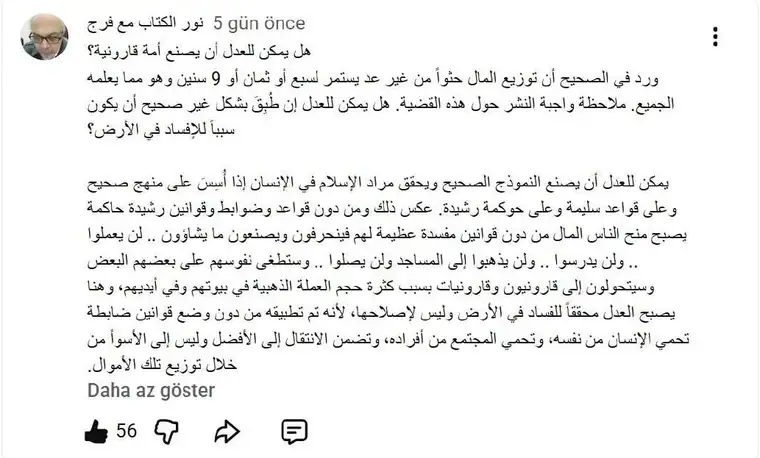 نور الكتاب مع فرج 5 gün önce
هل يمكن للعدل أن يصنع أمة قارونية؟
ورد في الصحيح أن توزيع المال حثواً من غير عد يستمر لسبع أو ثمان أو 9 سنين وهو مما يعلمه
الجميع. ملاحظة واجبة النشر حول هذه القضية. هل يمكن للعدل إن طُبِقَ بشكل غير صحيح أن يكون
سبباً للإفساد في الأرض؟
يمكن للعدل أن يصنع النموذج الصحيح ويحقق مراد الإسلام في الإنسان إذا أُسِسَ على منهج صحيح
وعلى قواعد سليمة وعلى حوكمة رشيدة. عكس ذلك ومن دون قواعد وضوابط وقوانين رشيدة حاكمة
يصبح منح الناس المال من دون قوانين مفسدة عظيمة لهم فينحرفون ويصنعون ما يشاؤون .. لن يعملوا
.. ولن يدرسوا .. ولن يذهبوا إلى المساجد ولن يصلوا .. وستطغى نفوسهم على بعضهم البعض
وسيتحولون إلى قارونيون وقارونيات بسبب كثرة حجم العملة الذهبية في بيوتهم وفي أيديهم، وهنا
يصبح العدل محققاً للفساد في الأرض وليس لإصلاحها، لأنه تم تطبيقه من دون وضع قوانين ضابطة
تحمي الإنسان من نفسه، وتحمي المجتمع من أفراده، وتضمن الانتقال إلى الأفضل وليس إلى الأسوأ من
خلال توزيع تلك الأموال.
Daha az göster
56